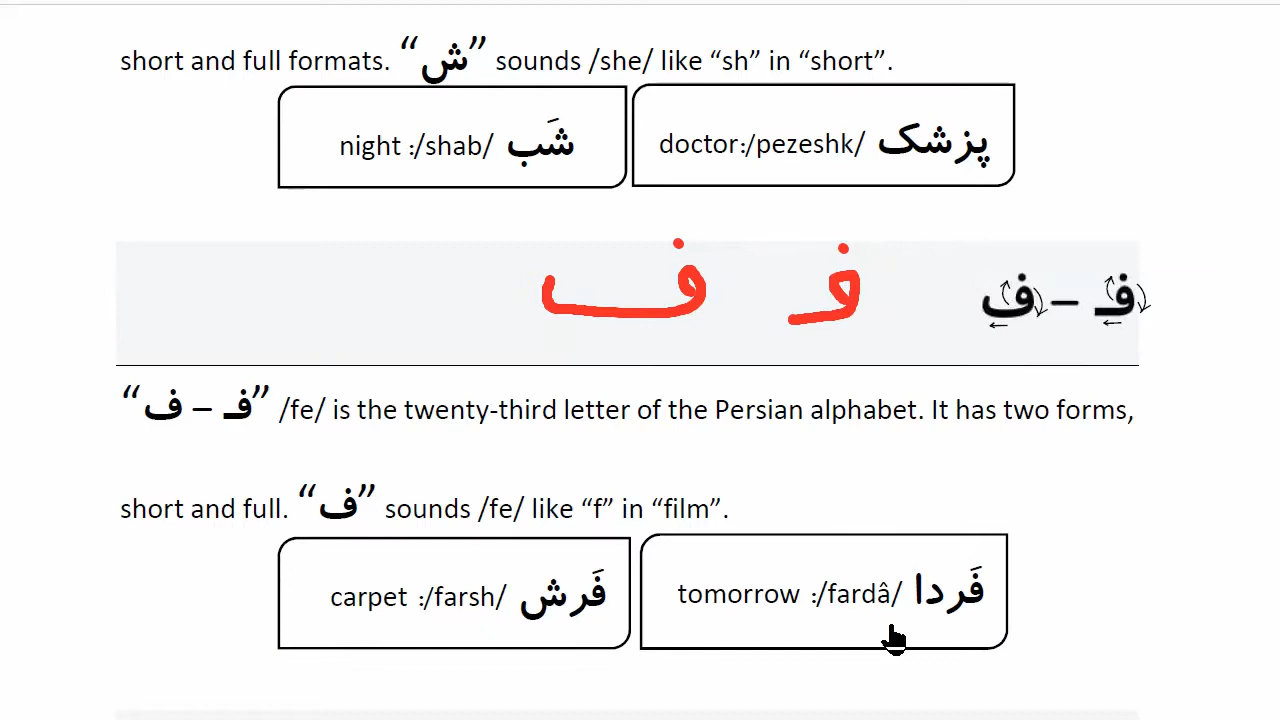 short and full formats. “ش” sounds /she/ like “sh” in “short”.
night :/shab/ شَب
doctor:/pezeshk/ پزشک
ف ف
فـ – ف
“فـ – ف” /fe/ is the twenty-third letter of the Persian alphabet. It has two forms,
short and full. “ف” sounds /fe/ like “f” in “film”.
carpet :/farsh/ فَرش
tomorrow :/fardâ/ فَردا